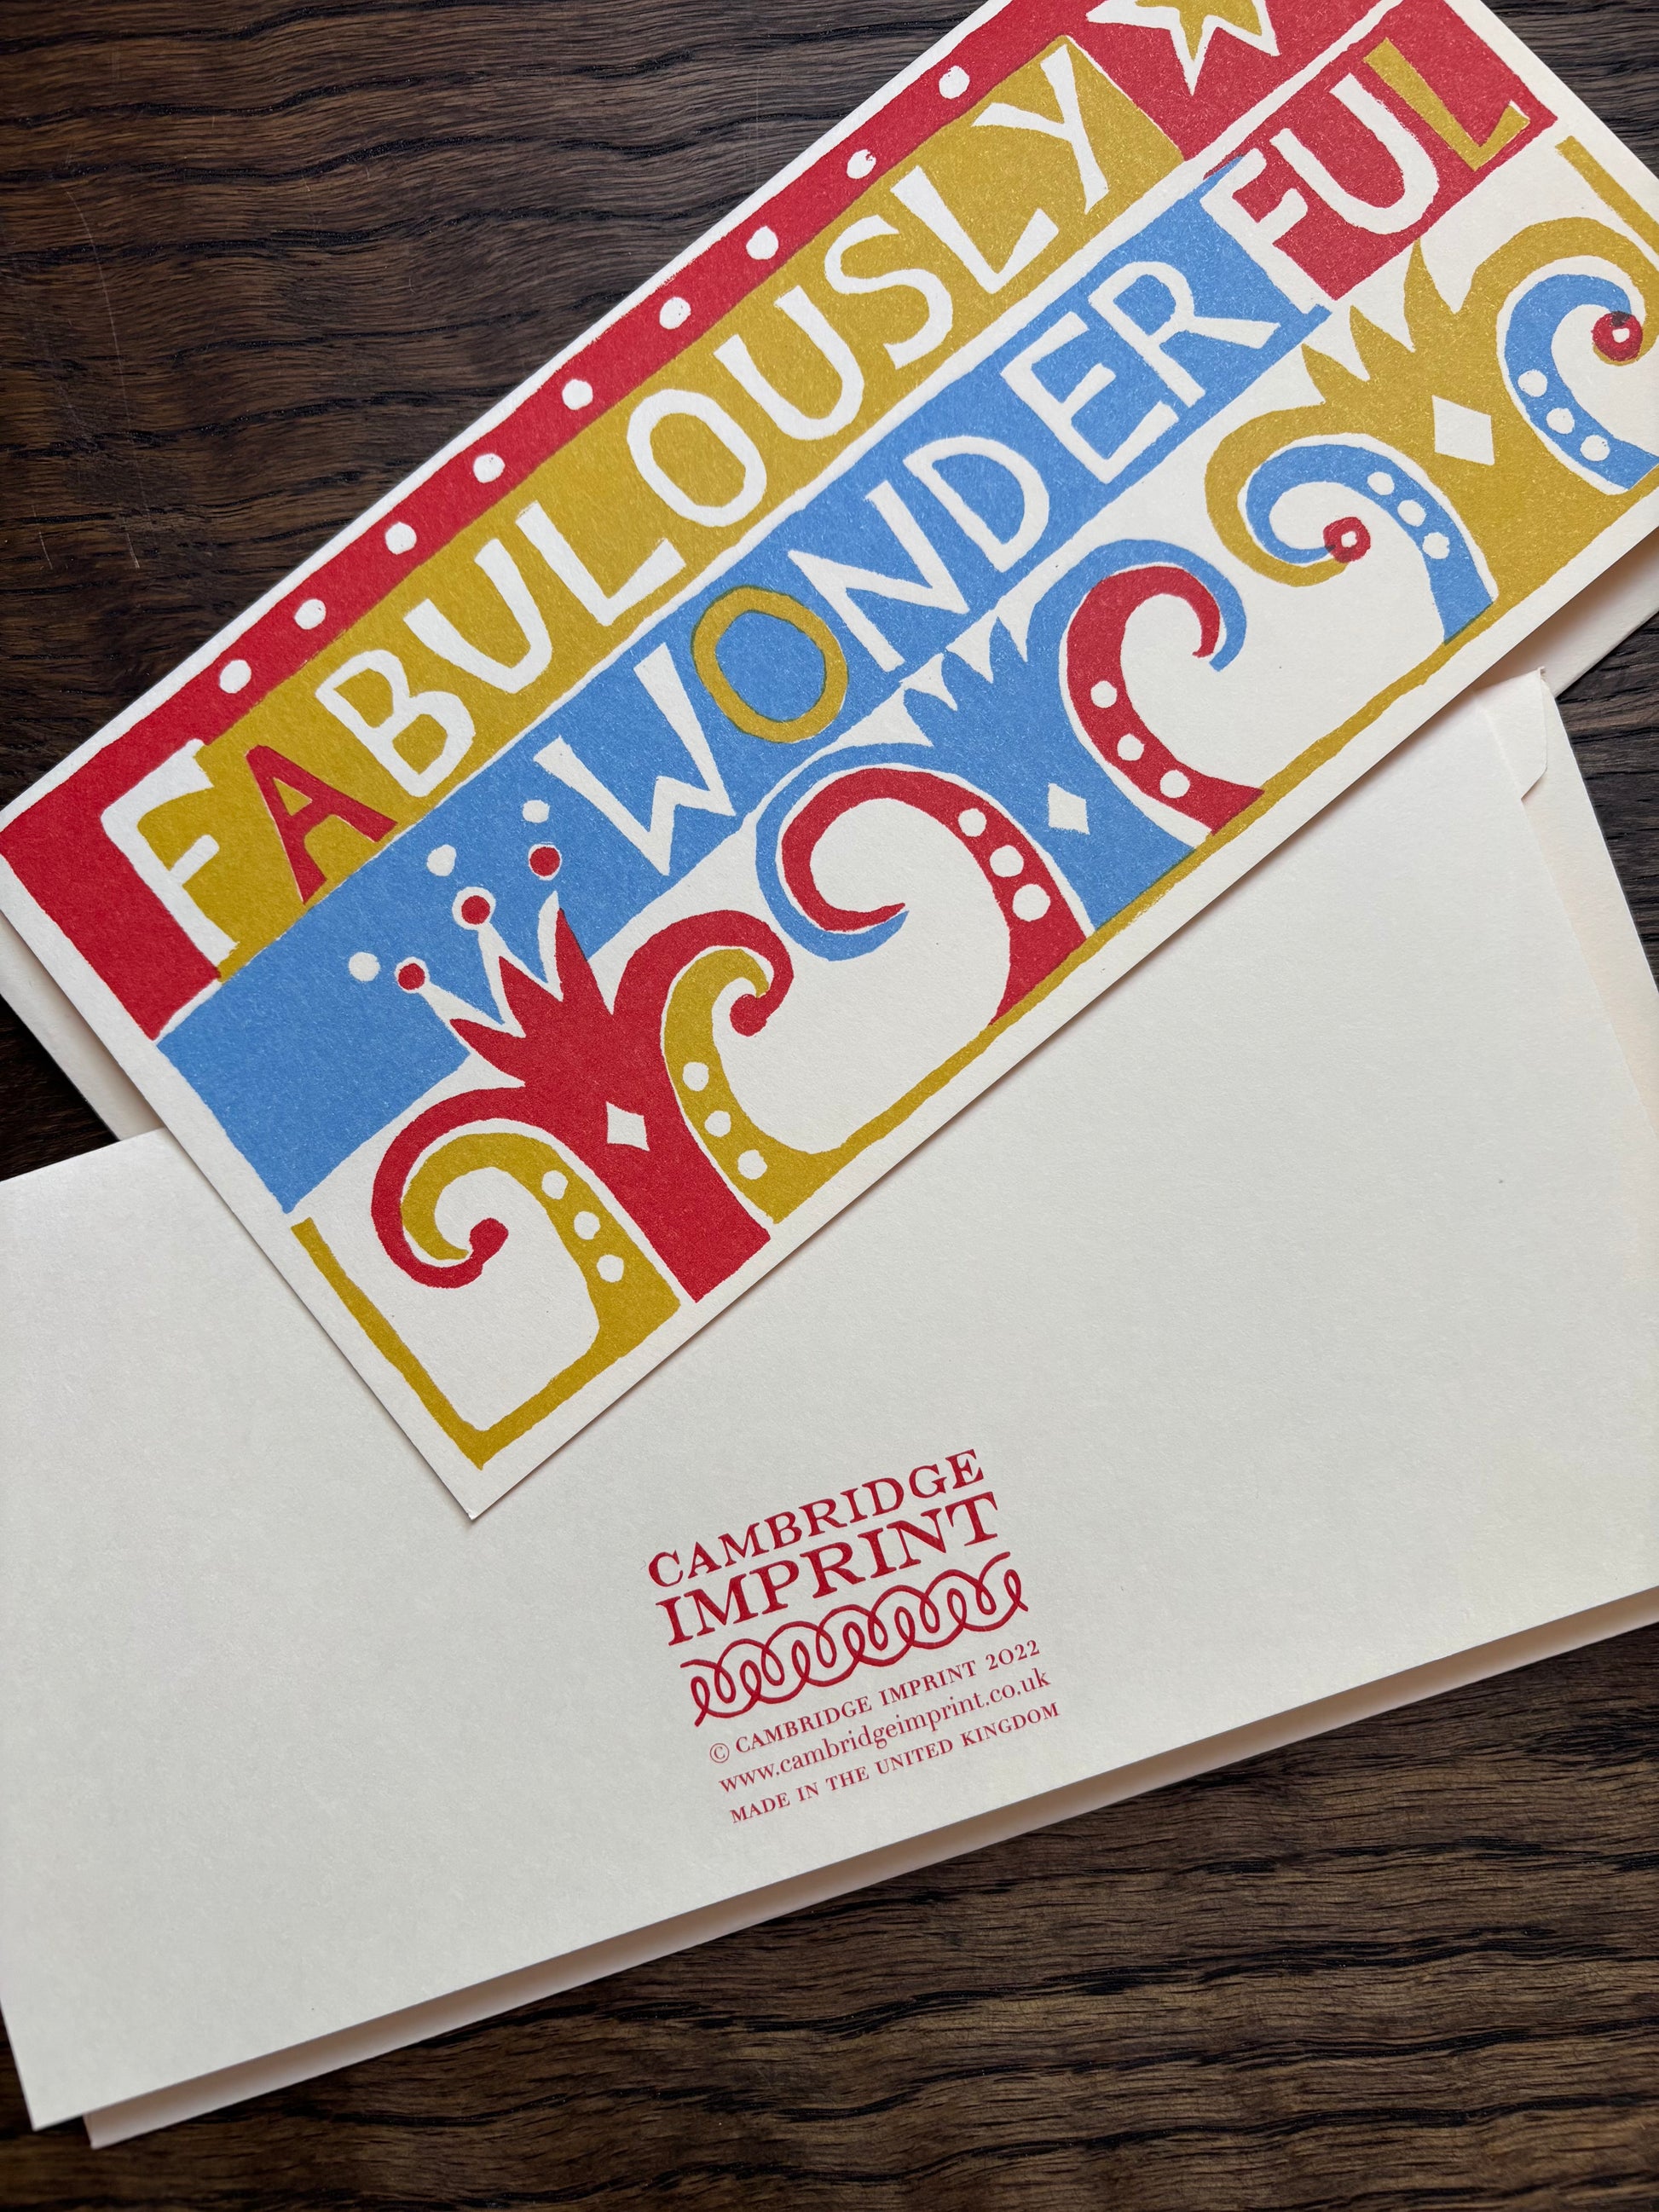 FABULOUSLY
WONDERFUL
CAMBRIDGE
IMPRINT
© CAMBRIDGE IMPRINT 2022
www.cambridgeimprint.co.uk
MADE IN THE UNITED KINGDOM